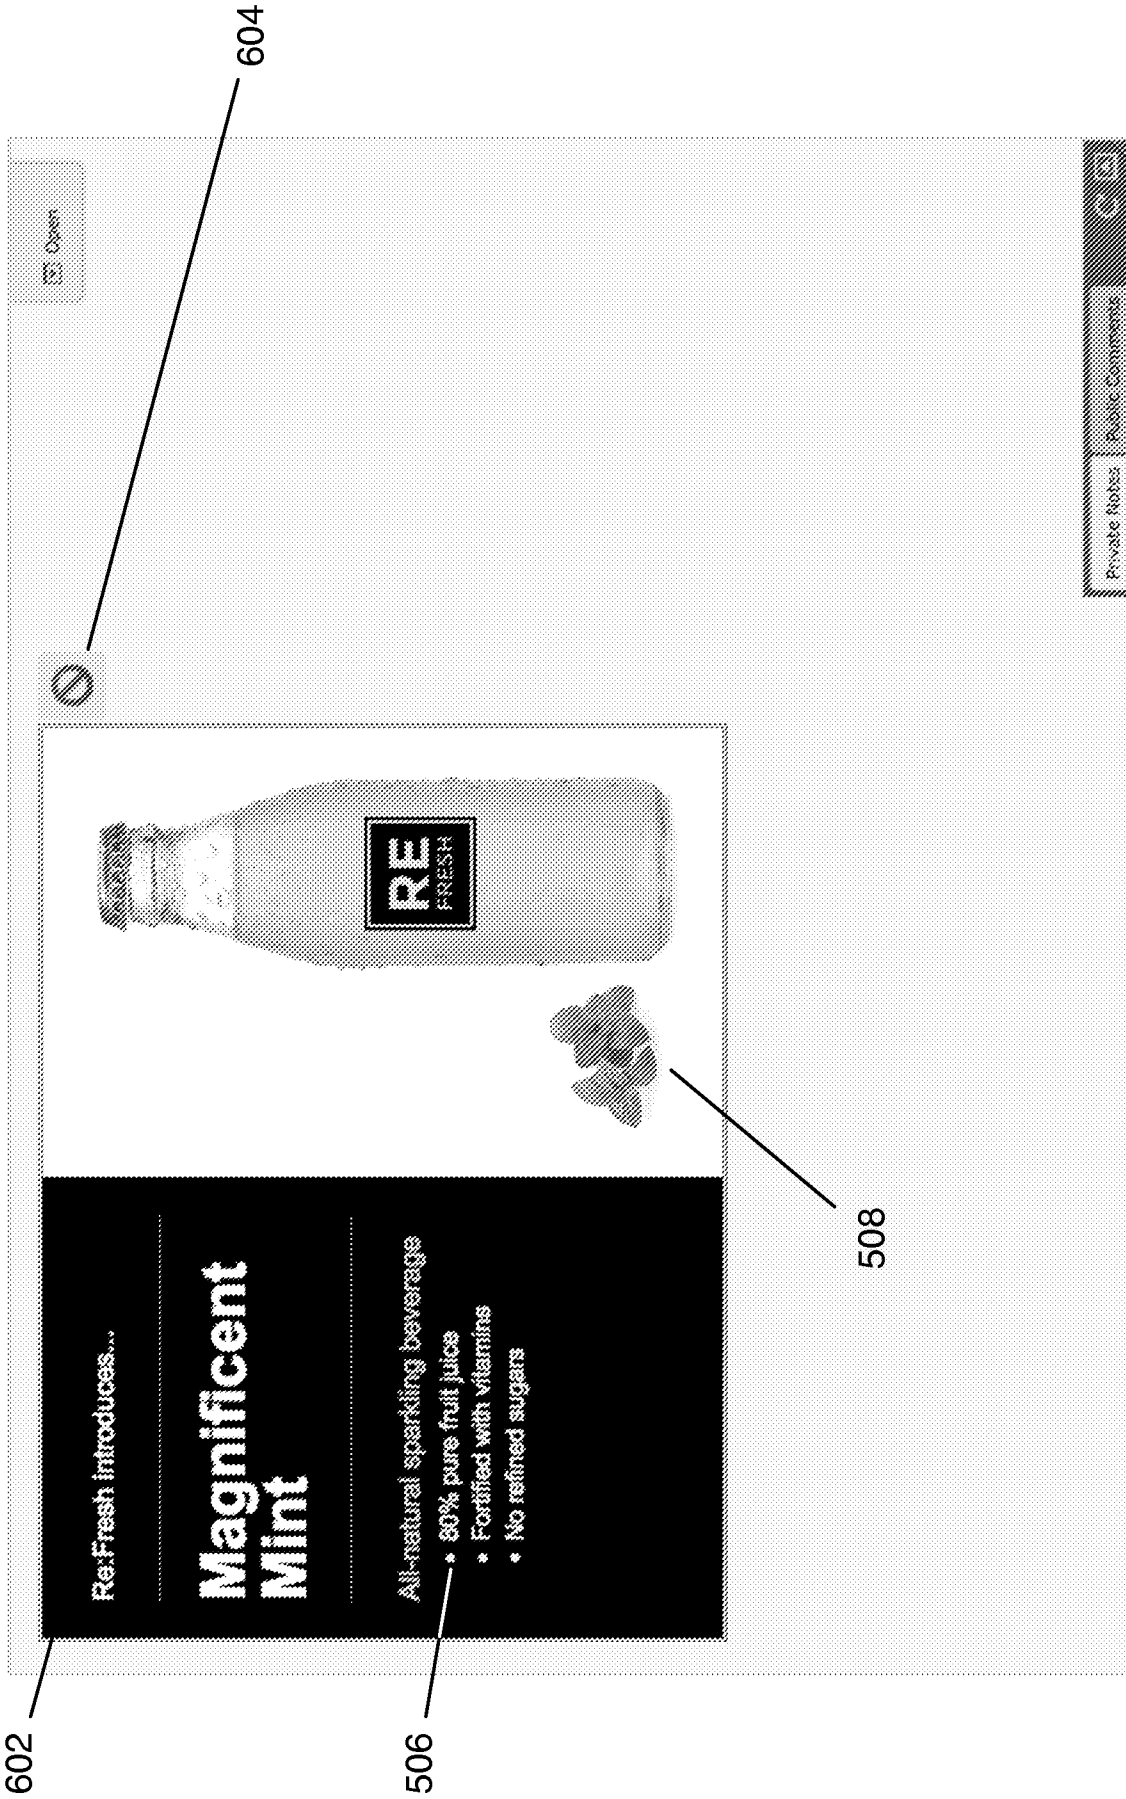 602
604
Open
Re:Fresh introduces...
Magnificent
Mint
All-natural sparkling beverage
• 80% pure fruit juice
• Fortified with vitamins
• No refined sugars
RE
FRESH
506
508
Private Notes
Public Comments